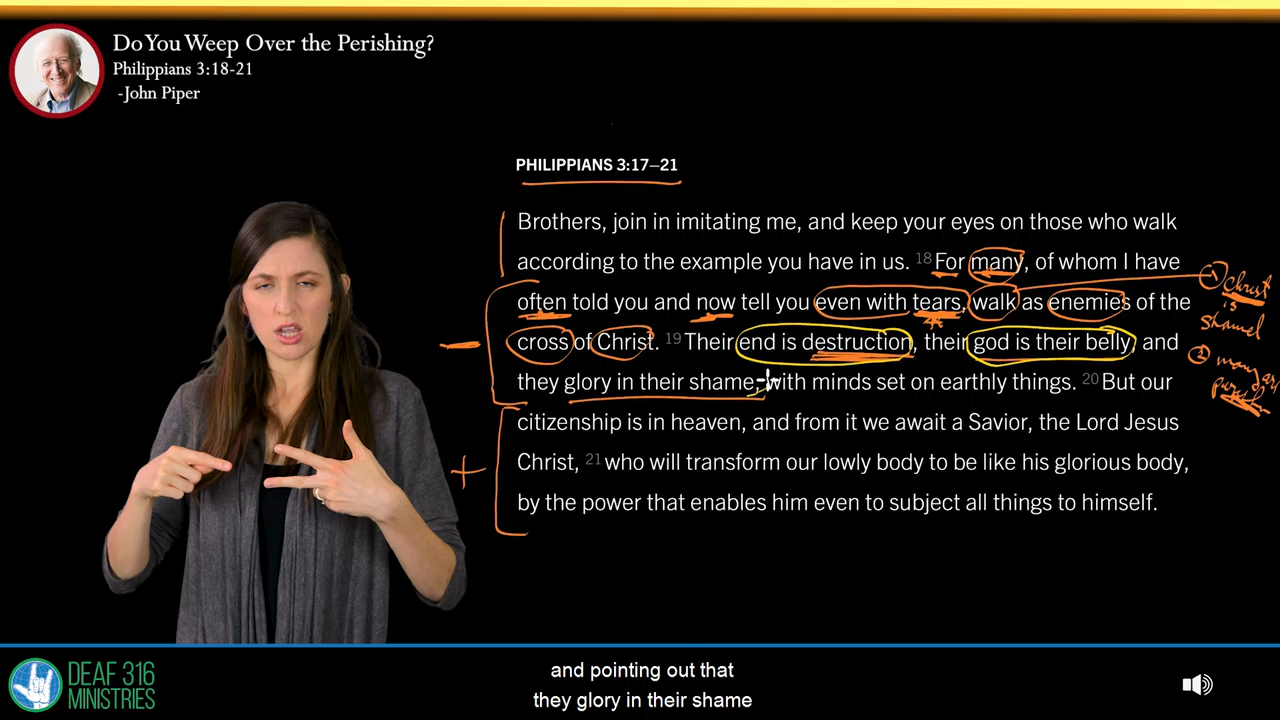 Do You Weep Over the Perishing?
Philippians 3:18-21
-John Piper
PHILIPPIANS 3:17–21
Brothers, join in imitating me, and keep your eyes on those who walk
according to the example you have in us. 18 For many, of whom I have
often told you and now tell you even with tears, walk as enemies of the
cross of Christ. 19 Their end is destruction, their god is their belly, and
they glory in their shame, with minds set on earthly things. 20 But our
citizenship is in heaven, and from it we await a Savior, the Lord Jesus
Christ, 21 who will transform our lowly body to be like his glorious body,
by the power that enables him even to subject all things to himself.
1 Christ
is
shamed
2 many are
DEAF 316
MINISTRIES
and pointing out that
they glory in their shame